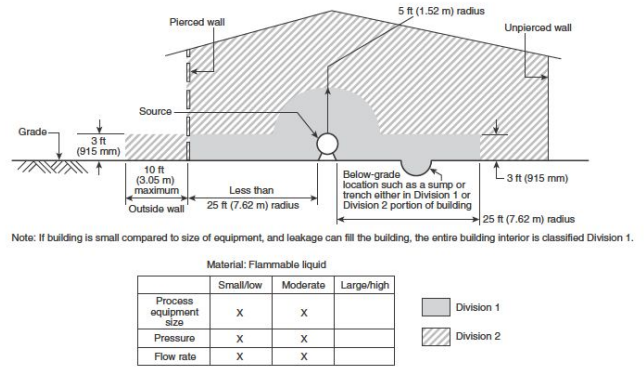 5 ft (1.52 m) radius
Pierced wall
Unpierced wall
Source
Grade
3 ft
(915 mm)
10 ft
(3.05 m)
maximum
Outside wall
Less than
25 ft (7.62 m) radius
Below-grade
location such as a sump or
trench either in Division 1 or
Division 2 portion of building
3 ft (915 mm)
25 ft (7.62 m) radius
Note: If building is small compared to size of equipment, and leakage can fill the building, the entire building interior is classified Division 1.
Material: Flammable liquid
Small/low Moderate Large/high
Process
equipment
size X X
Pressure X X
Flow rate X X
Division 1
Division 2